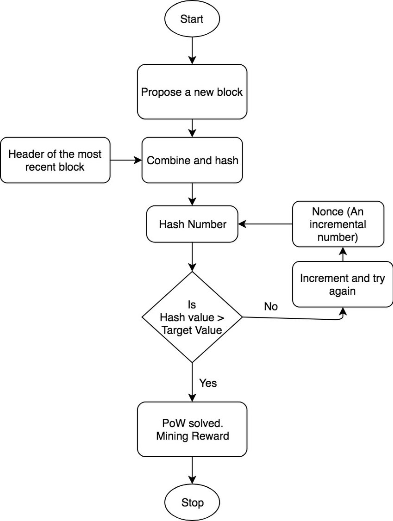 Start
Propose a new block
Header of the most
recent block
Combine and hash
Hash Number
Nonce (An
incremental
number)
Increment and try
again
Is
Hash value >
Target Value
No
Yes
PoW solved.
Mining Reward
Stop